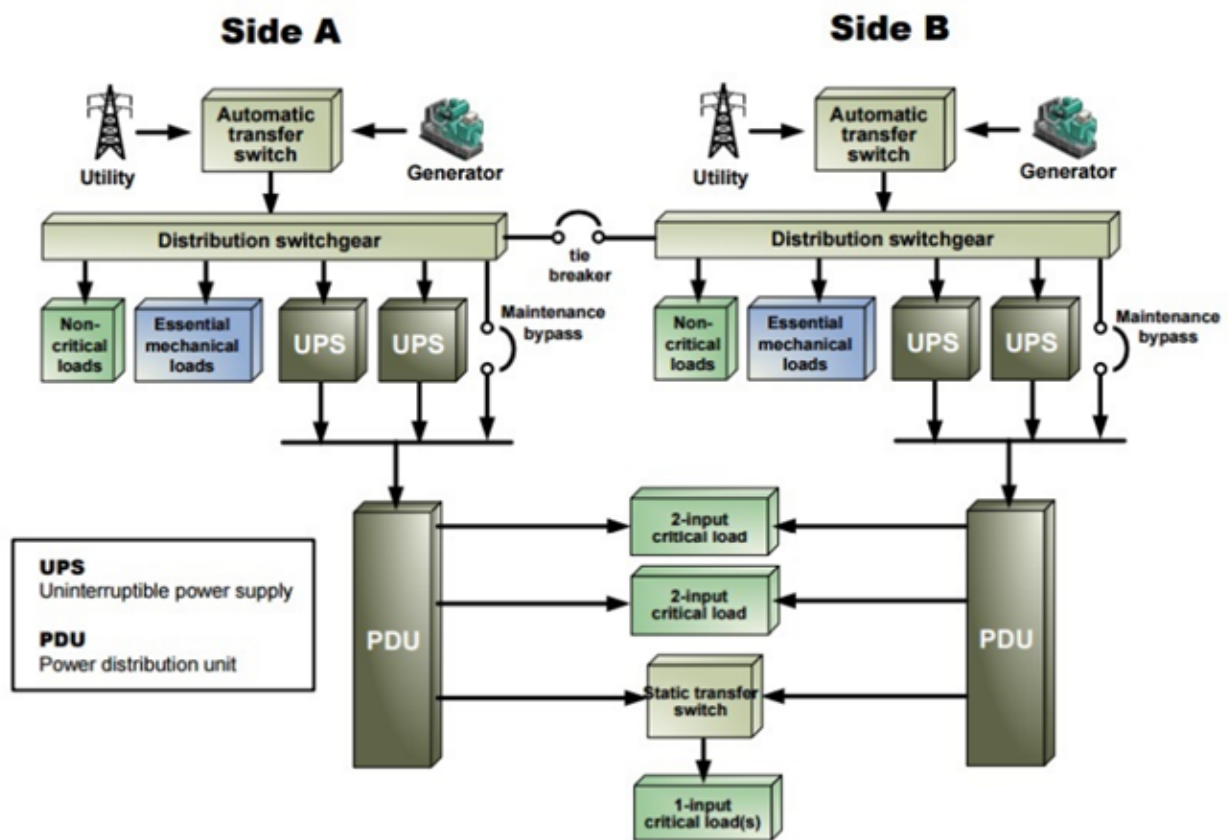 Side A
Side B
Utility
Automatic
transfer
switch
Generator
Utility
Automatic
transfer
switch
Generator
Distribution switchgear
tie
breaker
Distribution switchgear
Non-
critical
loads
Essential
mechanical
loads
UPS
UPS
Maintenance
bypass
Non-
critical
loads
Essential
mechanical
loads
UPS
UPS
Maintenance
bypass
PDU
2-input
critical load
2-input
critical load
Static transfer
switch
1-input
critical load(s)
PDU
UPS
Uninterruptible power supply
PDU
Power distribution unit